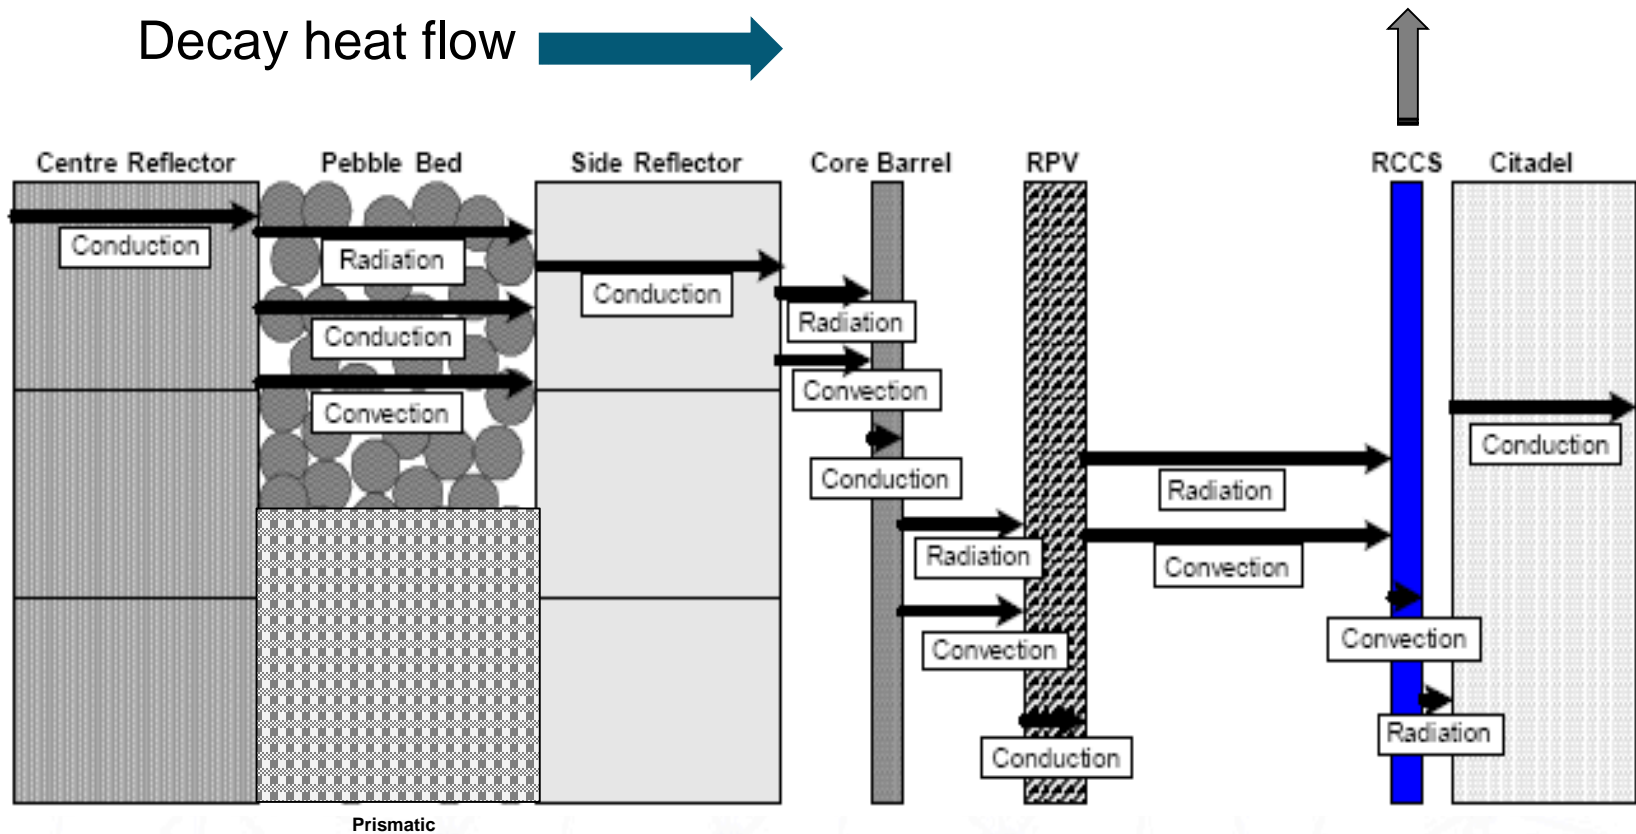 Decay heat flow
Centre Reflector
Pebble Bed
Side Reflector
Core Barrel
RPV
RCCS
Citadel
Conduction
Radiation
Conduction
Convection
Conduction
Radiation
Convection
Conduction
Radiation
Convection
Conduction
Radiation
Convection
Convection
Radiation
Conduction
Prismatic